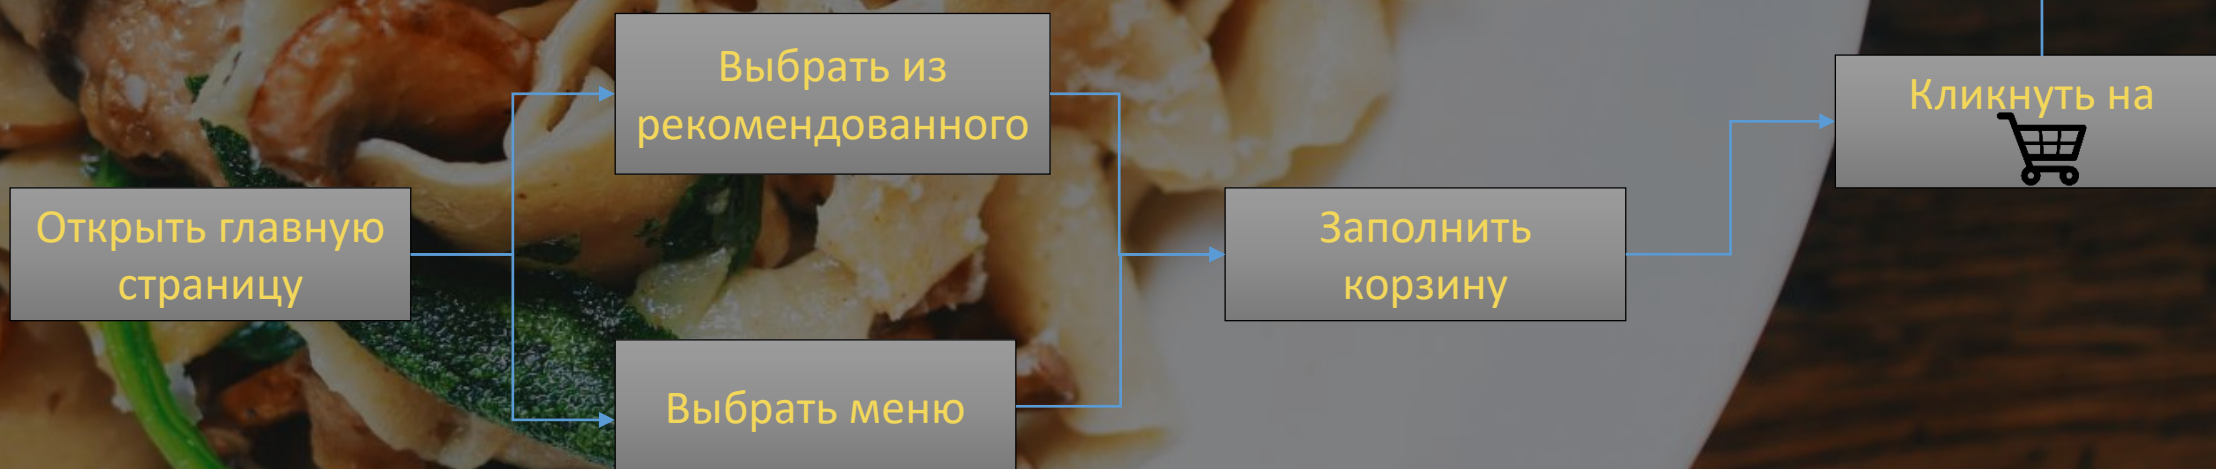 Выбрать из
рекомендованного
Кликнуть на
Открыть главную
страницу
Заполнить
корзину
Выбрать меню